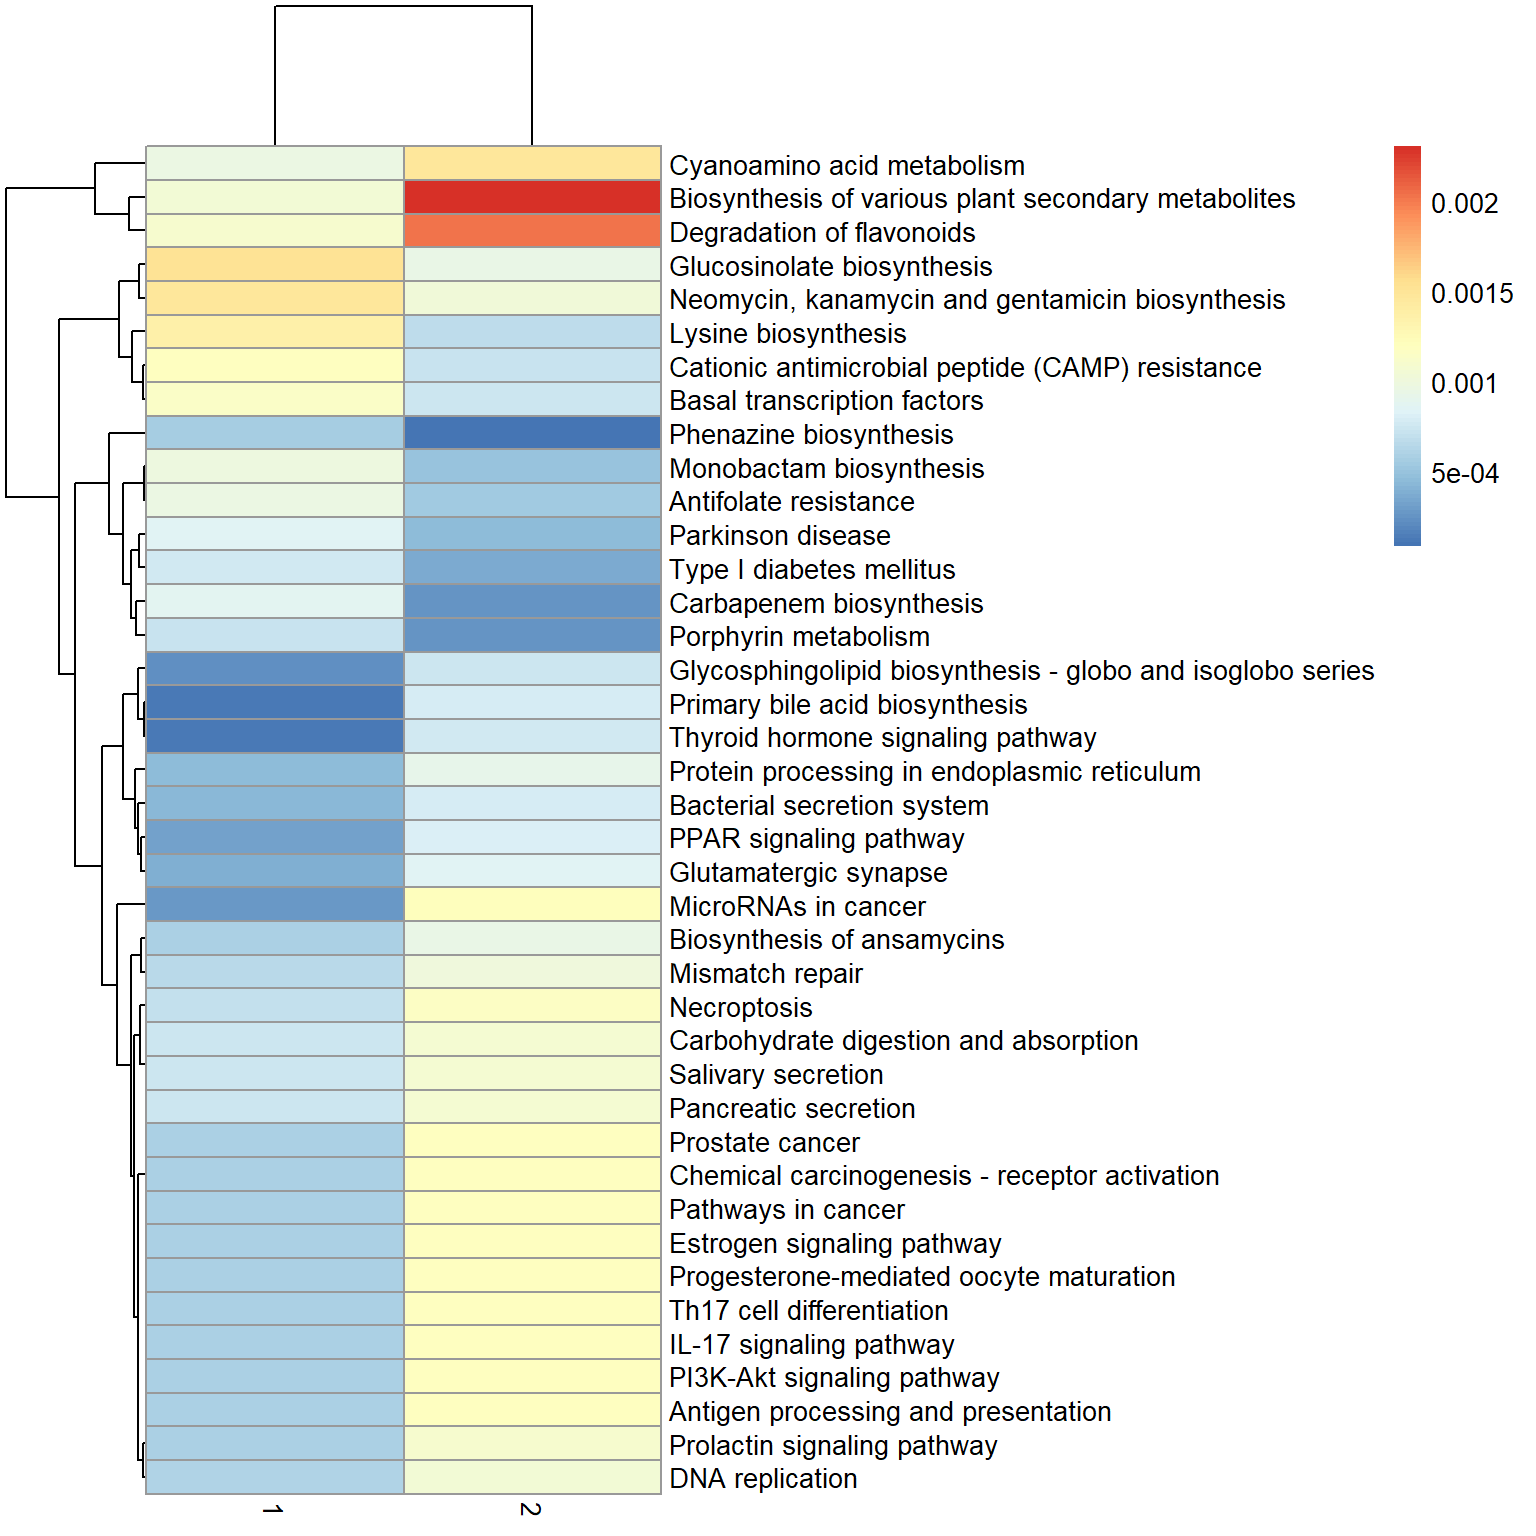 Cyanoamino acid metabolism
Biosynthesis of various plant secondary metabolites
Degradation of flavonoids
Glucosinolate biosynthesis
Neomycin, kanamycin and gentamicin biosynthesis
Lysine biosynthesis
Cationic antimicrobial peptide (CAMP) resistance
Basal transcription factors
Phenazine biosynthesis
Monobactam biosynthesis
Antifolate resistance
Parkinson disease
Type I diabetes mellitus
Carbapenem biosynthesis
Porphyrin metabolism
Glycosphingolipid biosynthesis - globo and isoglobo series
Primary bile acid biosynthesis
Thyroid hormone signaling pathway
Protein processing in endoplasmic reticulum
Bacterial secretion system
PPAR signaling pathway
Glutamatergic synapse
MicroRNAs in cancer
Biosynthesis of ansamycins
Mismatch repair
Necroptosis
Carbohydrate digestion and absorption
Salivary secretion
Pancreatic secretion
Prostate cancer
Chemical carcinogenesis - receptor activation
Pathways in cancer
Estrogen signaling pathway
Progesterone-mediated oocyte maturation
Th17 cell differentiation
IL-17 signaling pathway
PI3K-Akt signaling pathway
Antigen processing and presentation
Prolactin signaling pathway
DNA replication
1
2
0.002
0.0015
0.001
5e-04